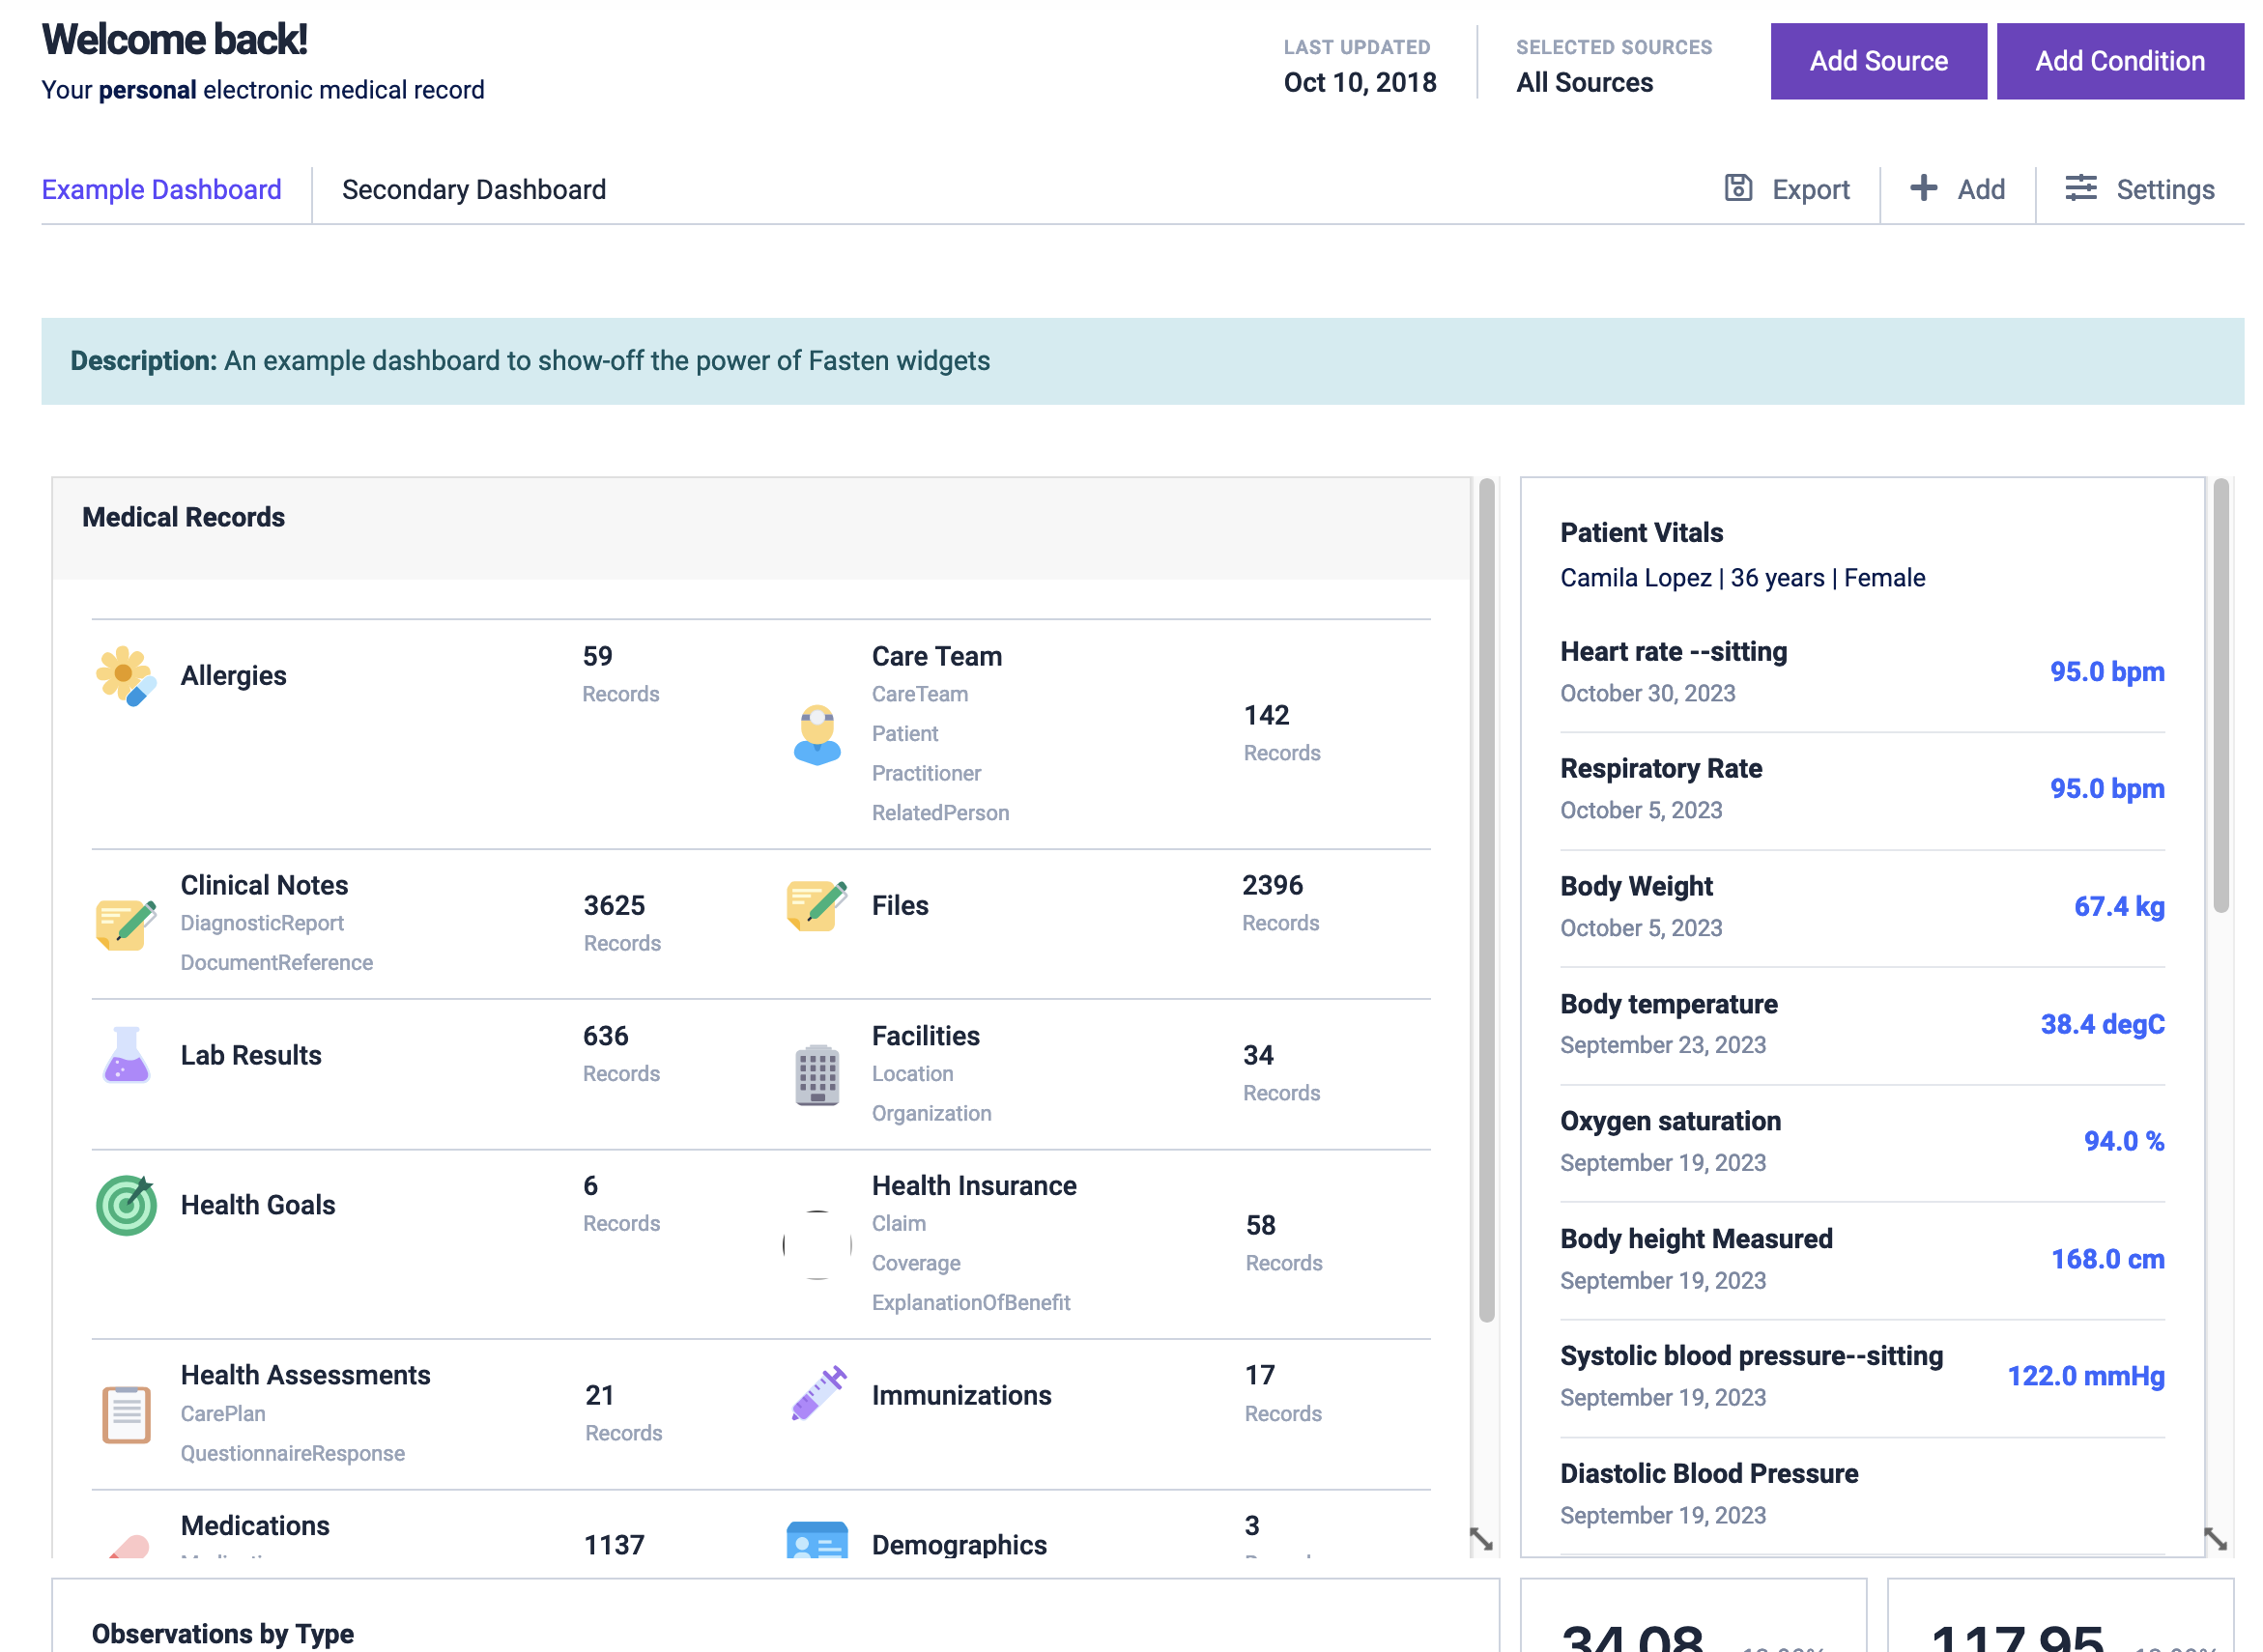 Welcome back!
Your personal electronic medical record
LAST UPDATED
Oct 10, 2018
SELECTED SOURCES
All Sources
Add Source
Add Condition
Example Dashboard
Secondary Dashboard
Export
Add
Settings
Description: An example dashboard to show-off the power of Fasten widgets
Medical Records
Allergies
59
Records
Care Team
CareTeam
Patient
Practitioner
RelatedPerson
142
Records
Clinical Notes
DiagnosticReport
DocumentReference
3625
Records
Files
2396
Records
Lab Results
636
Records
Facilities
Location
Organization
34
Records
Health Goals
6
Records
Health Insurance
Claim
Coverage
ExplanationOfBenefit
58
Records
Health Assessments
CarePlan
QuestionnaireResponse
21
Records
Immunizations
17
Records
Medications
1137
Demographics
3
Patient Vitals
Camila Lopez | 36 years | Female
Heart rate --sitting
October 30, 2023
95.0 bpm
Respiratory Rate
October 5, 2023
95.0 bpm
Body Weight
October 5, 2023
67.4 kg
Body temperature
September 23, 2023
38.4 degC
Oxygen saturation
September 19, 2023
94.0 %
Body height Measured
September 19, 2023
168.0 cm
Systolic blood pressure--sitting
September 19, 2023
122.0 mmHg
Diastolic Blood Pressure
September 19, 2023
Observations by Type
34.08
117.95